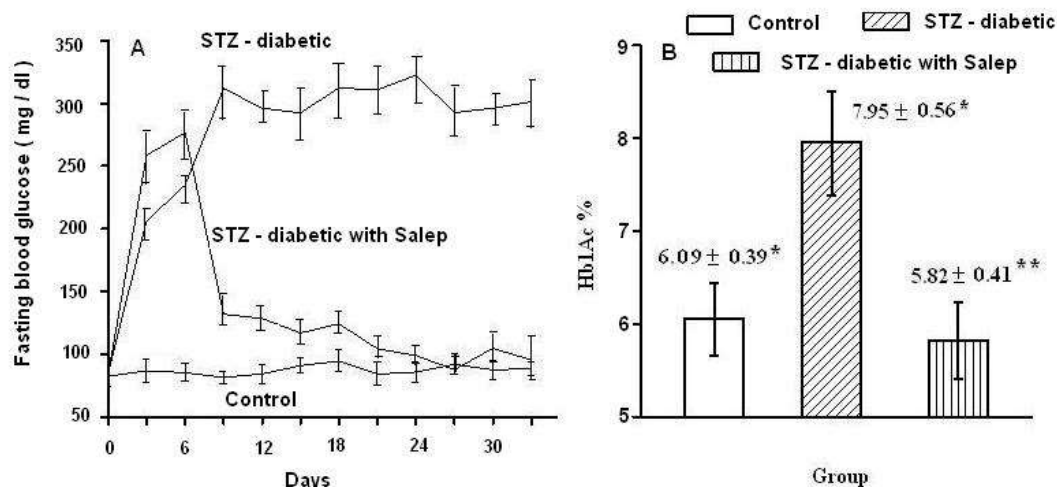 A
STZ - diabetic
350
300
250
200
150
100
50
Fasting blood glucose ( mg / dl )
STZ - diabetic with Salep
Control
0
6
12
18
24
30
Days
Control
STZ - diabetic
STZ - diabetic with Salep
B
9
8
7
6
5
Hb1Ac %
6.09 ± 0.39 *
7.95 ± 0.56 *
5.82 ± 0.41 **
Group